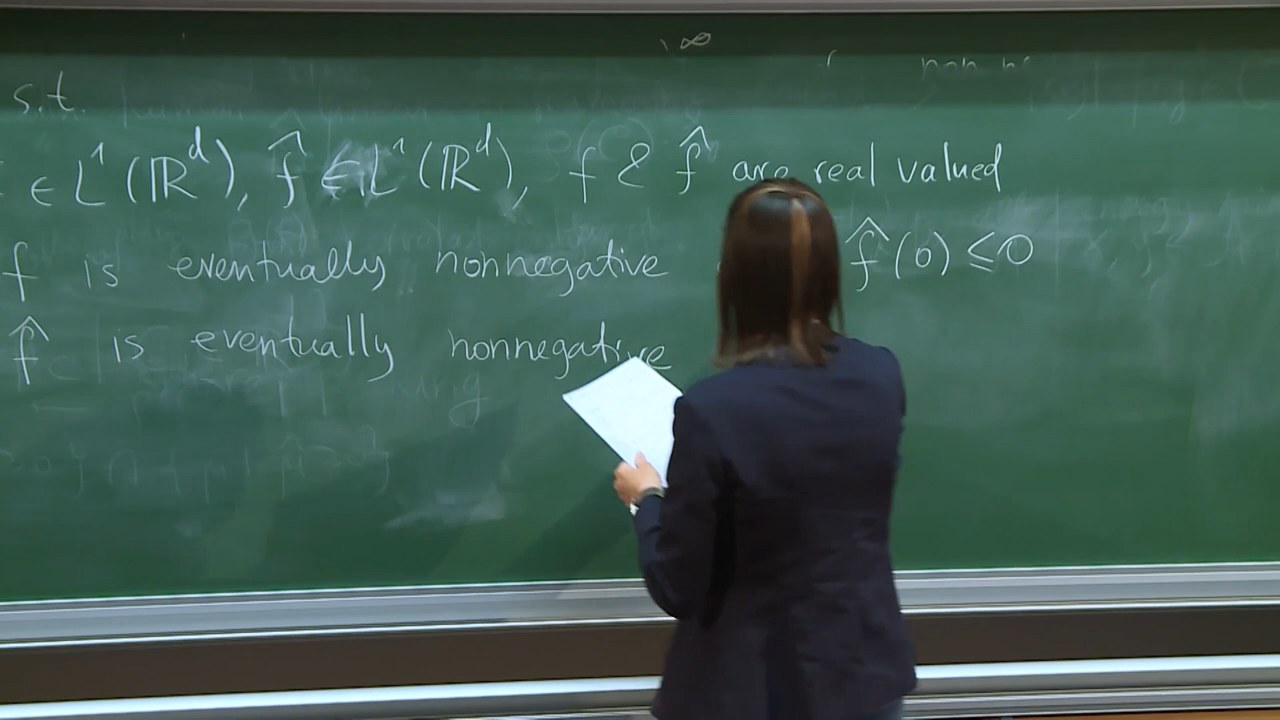 ∞
s.t.
∈ L¹(ℝᵈ), f̂ ∈ L¹(ℝᵈ), f & f̂ are real valued
f is eventually nonnegative f̂(0) ≤ 0
f̂ is eventually nonnegative